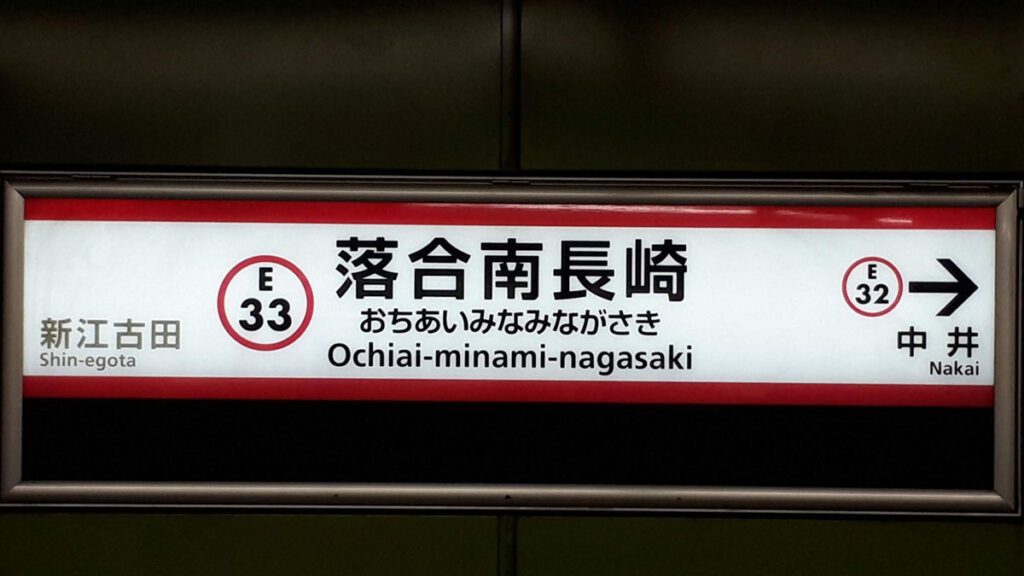 新江古田
Shin-egota
E
33
落合南長崎
おちあいみなみながさき
Ochiai-minami-nagasaki
E
32
中井
Nakai